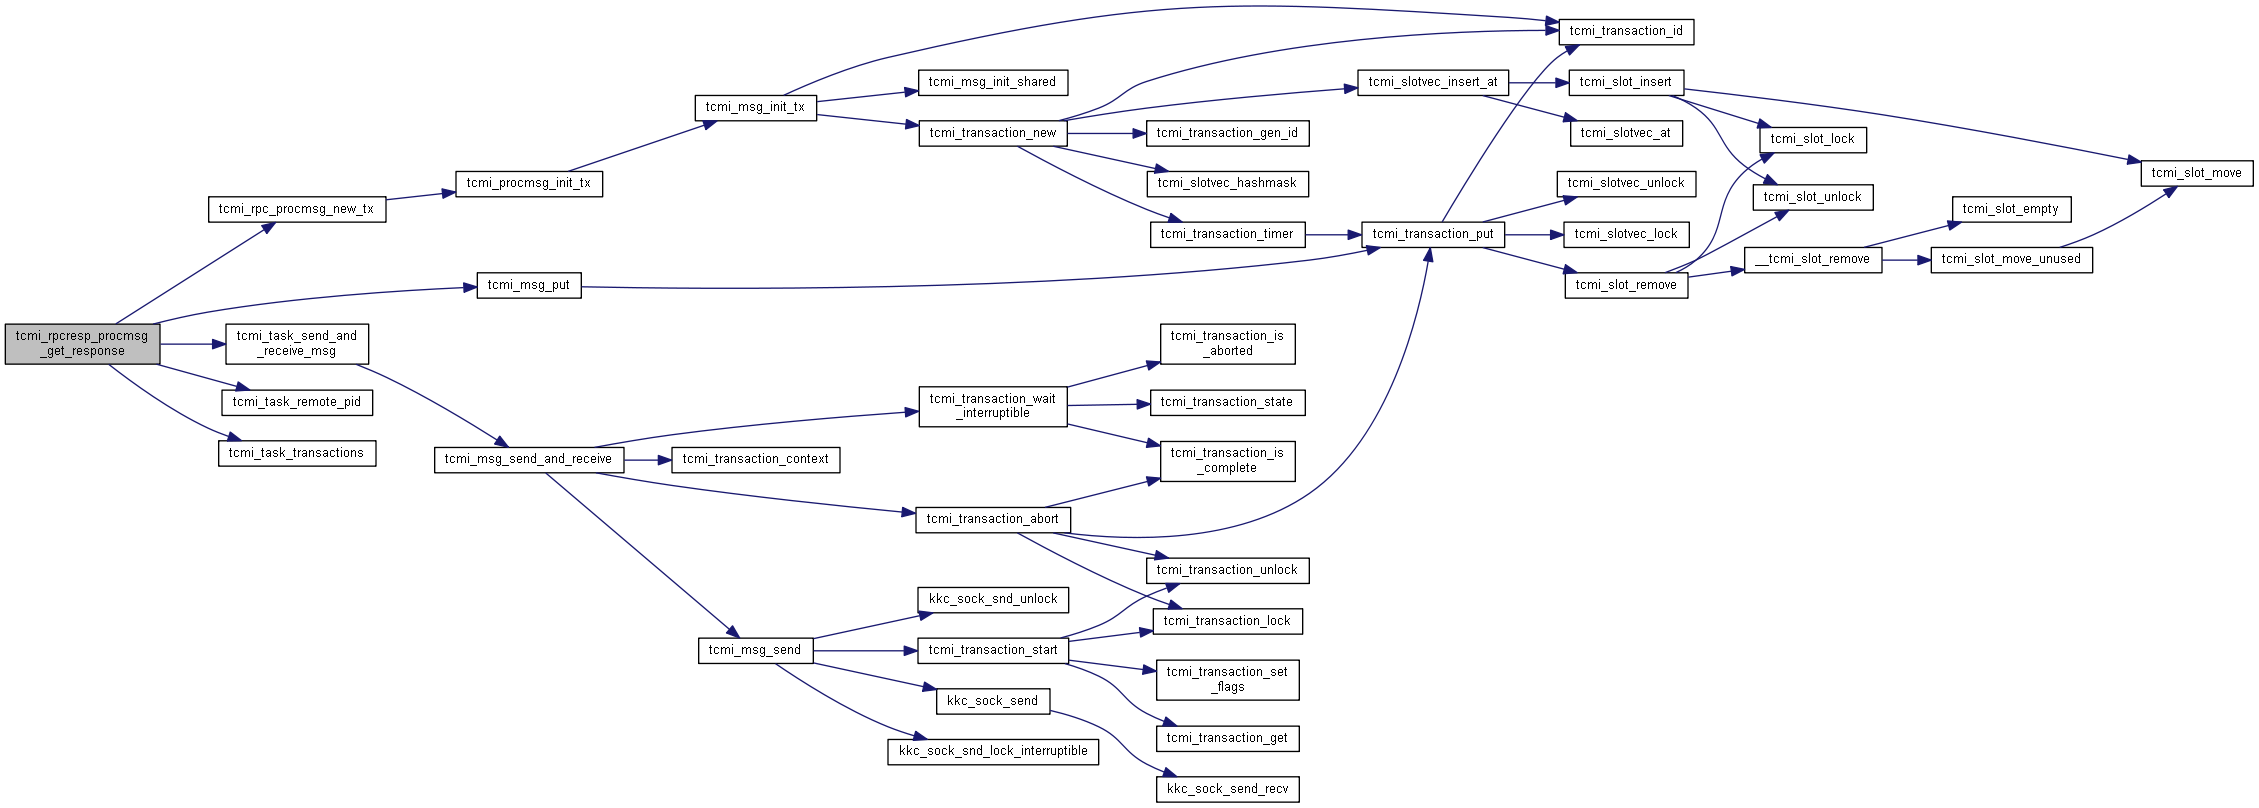 tcmi_rpcresp_procmsg
_get_response
tcmi_rpc_procmsg_new_tx
tcmi_msg_put
tcmi_task_send_and
_receive_msg
tcmi_task_remote_pid
tcmi_task_transactions
tcmi_procmsg_init_tx
tcmi_msg_send_and_receive
tcmi_msg_init_tx
tcmi_transaction_context
tcmi_msg_send
tcmi_msg_init_shared
tcmi_transaction_new
tcmi_transaction_wait
_interruptible
tcmi_transaction_abort
kkc_sock_snd_unlock
tcmi_transaction_start
kkc_sock_send
kkc_sock_snd_lock_interruptible
tcmi_transaction_gen_id
tcmi_slotvec_hashmask
tcmi_transaction_timer
tcmi_transaction_is
_aborted
tcmi_transaction_state
tcmi_transaction_is
_complete
tcmi_transaction_unlock
tcmi_transaction_lock
tcmi_transaction_set
_flags
tcmi_transaction_get
kkc_sock_send_recv
tcmi_slotvec_insert_at
tcmi_transaction_put
tcmi_transaction_id
tcmi_slot_insert
tcmi_slotvec_at
tcmi_slotvec_unlock
tcmi_slotvec_lock
tcmi_slot_remove
tcmi_slot_lock
tcmi_slot_unlock
__tcmi_slot_remove
tcmi_slot_empty
tcmi_slot_move_unused
tcmi_slot_move